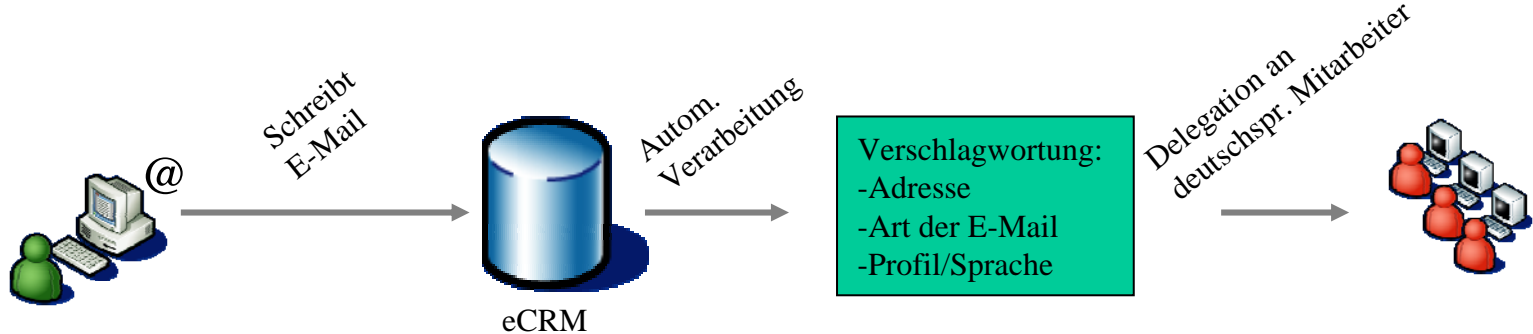 @
Schreibt
E-Mail
eCRM
Autom.
Verarbeitung
Verschlagwortung:
-Adresse
-Art der E-Mail
-Profil/Sprache
Delegation an
deutschspr. Mitarbeiter